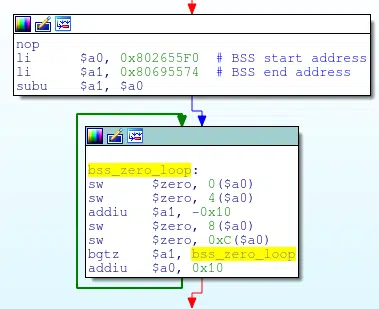 nop
li $a0, 0x802655F0 # BSS start address
li $a1, 0x80695574 # BSS end address
subu $a1, $a0
bss_zero_loop:
sw $zero, 0($a0)
sw $zero, 4($a0)
addiu $a1, -0x10
sw $zero, 8($a0)
sw $zero, 0xC($a0)
bgtz $a1, bss_zero_loop
addiu $a0, 0x10